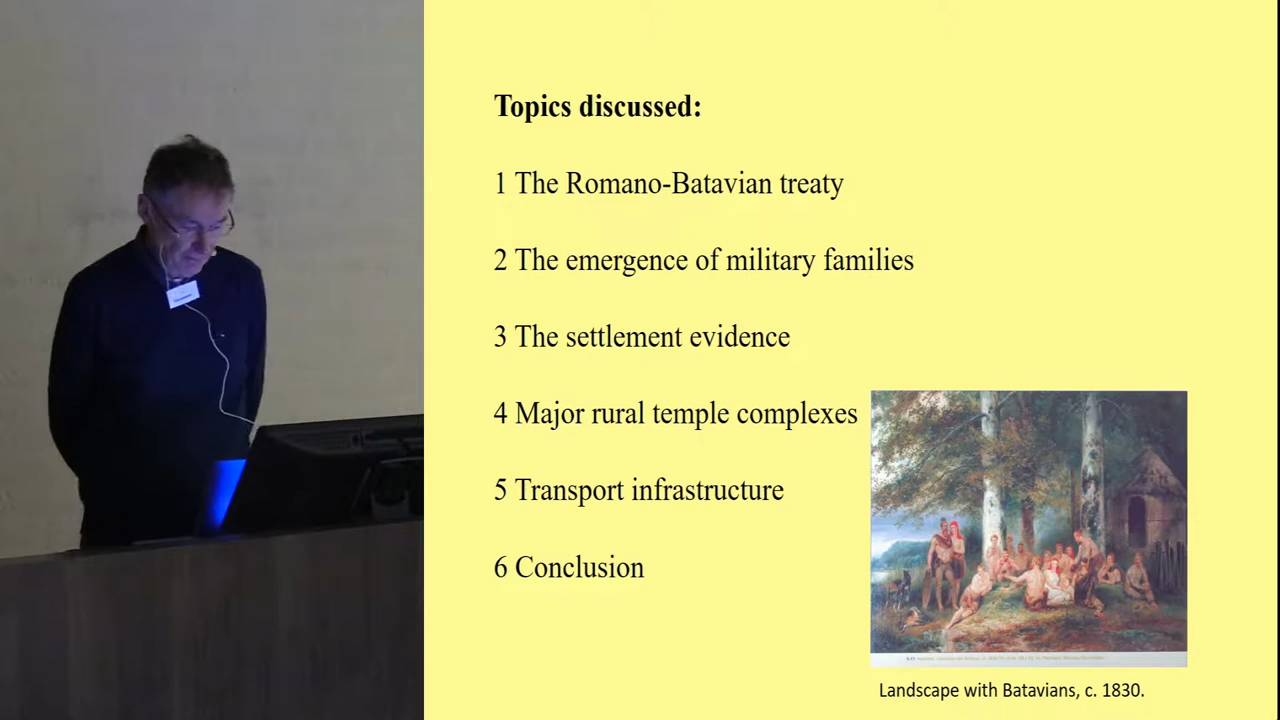 Topics discussed:
1 The Romano-Batavian treaty
2 The emergence of military families
3 The settlement evidence
4 Major rural temple complexes
5 Transport infrastructure
6 Conclusion
Landscape with Batavians, c. 1830.